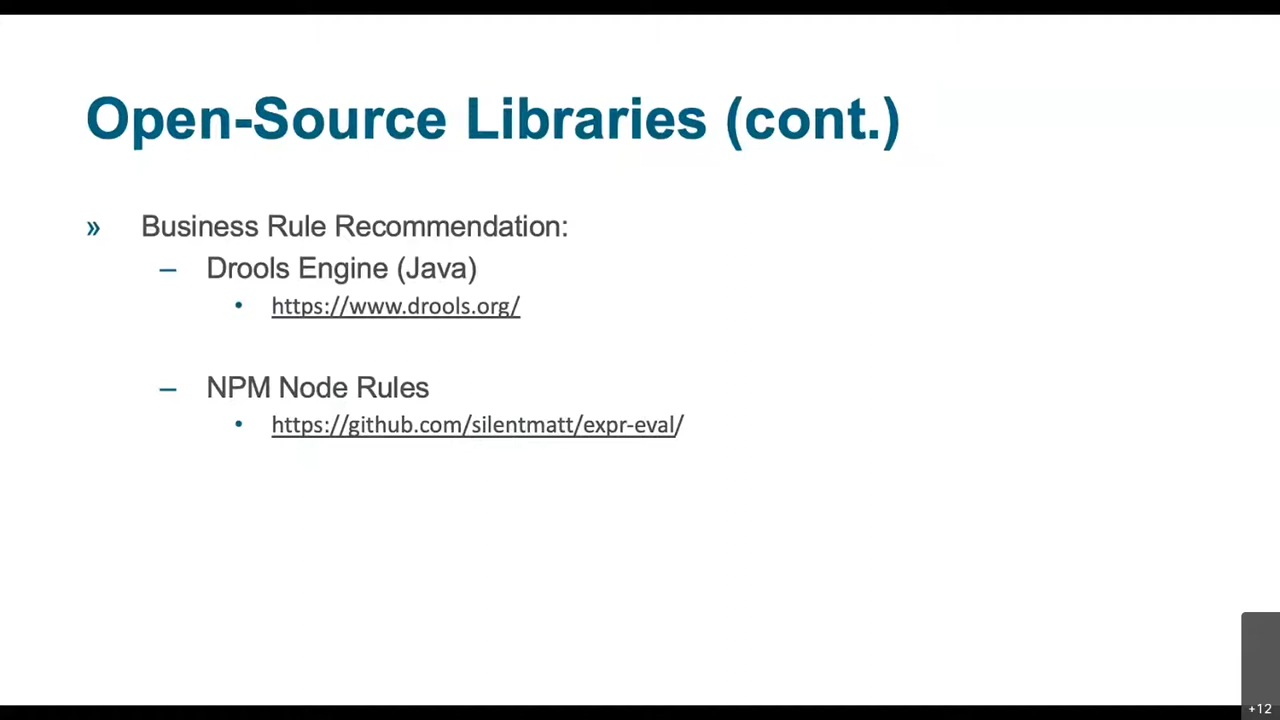 Open-Source Libraries (cont.)
» Business Rule Recommendation:
– Drools Engine (Java)
• https://www.drools.org/
– NPM Node Rules
• https://github.com/silentmatt/expr-eval/
+12